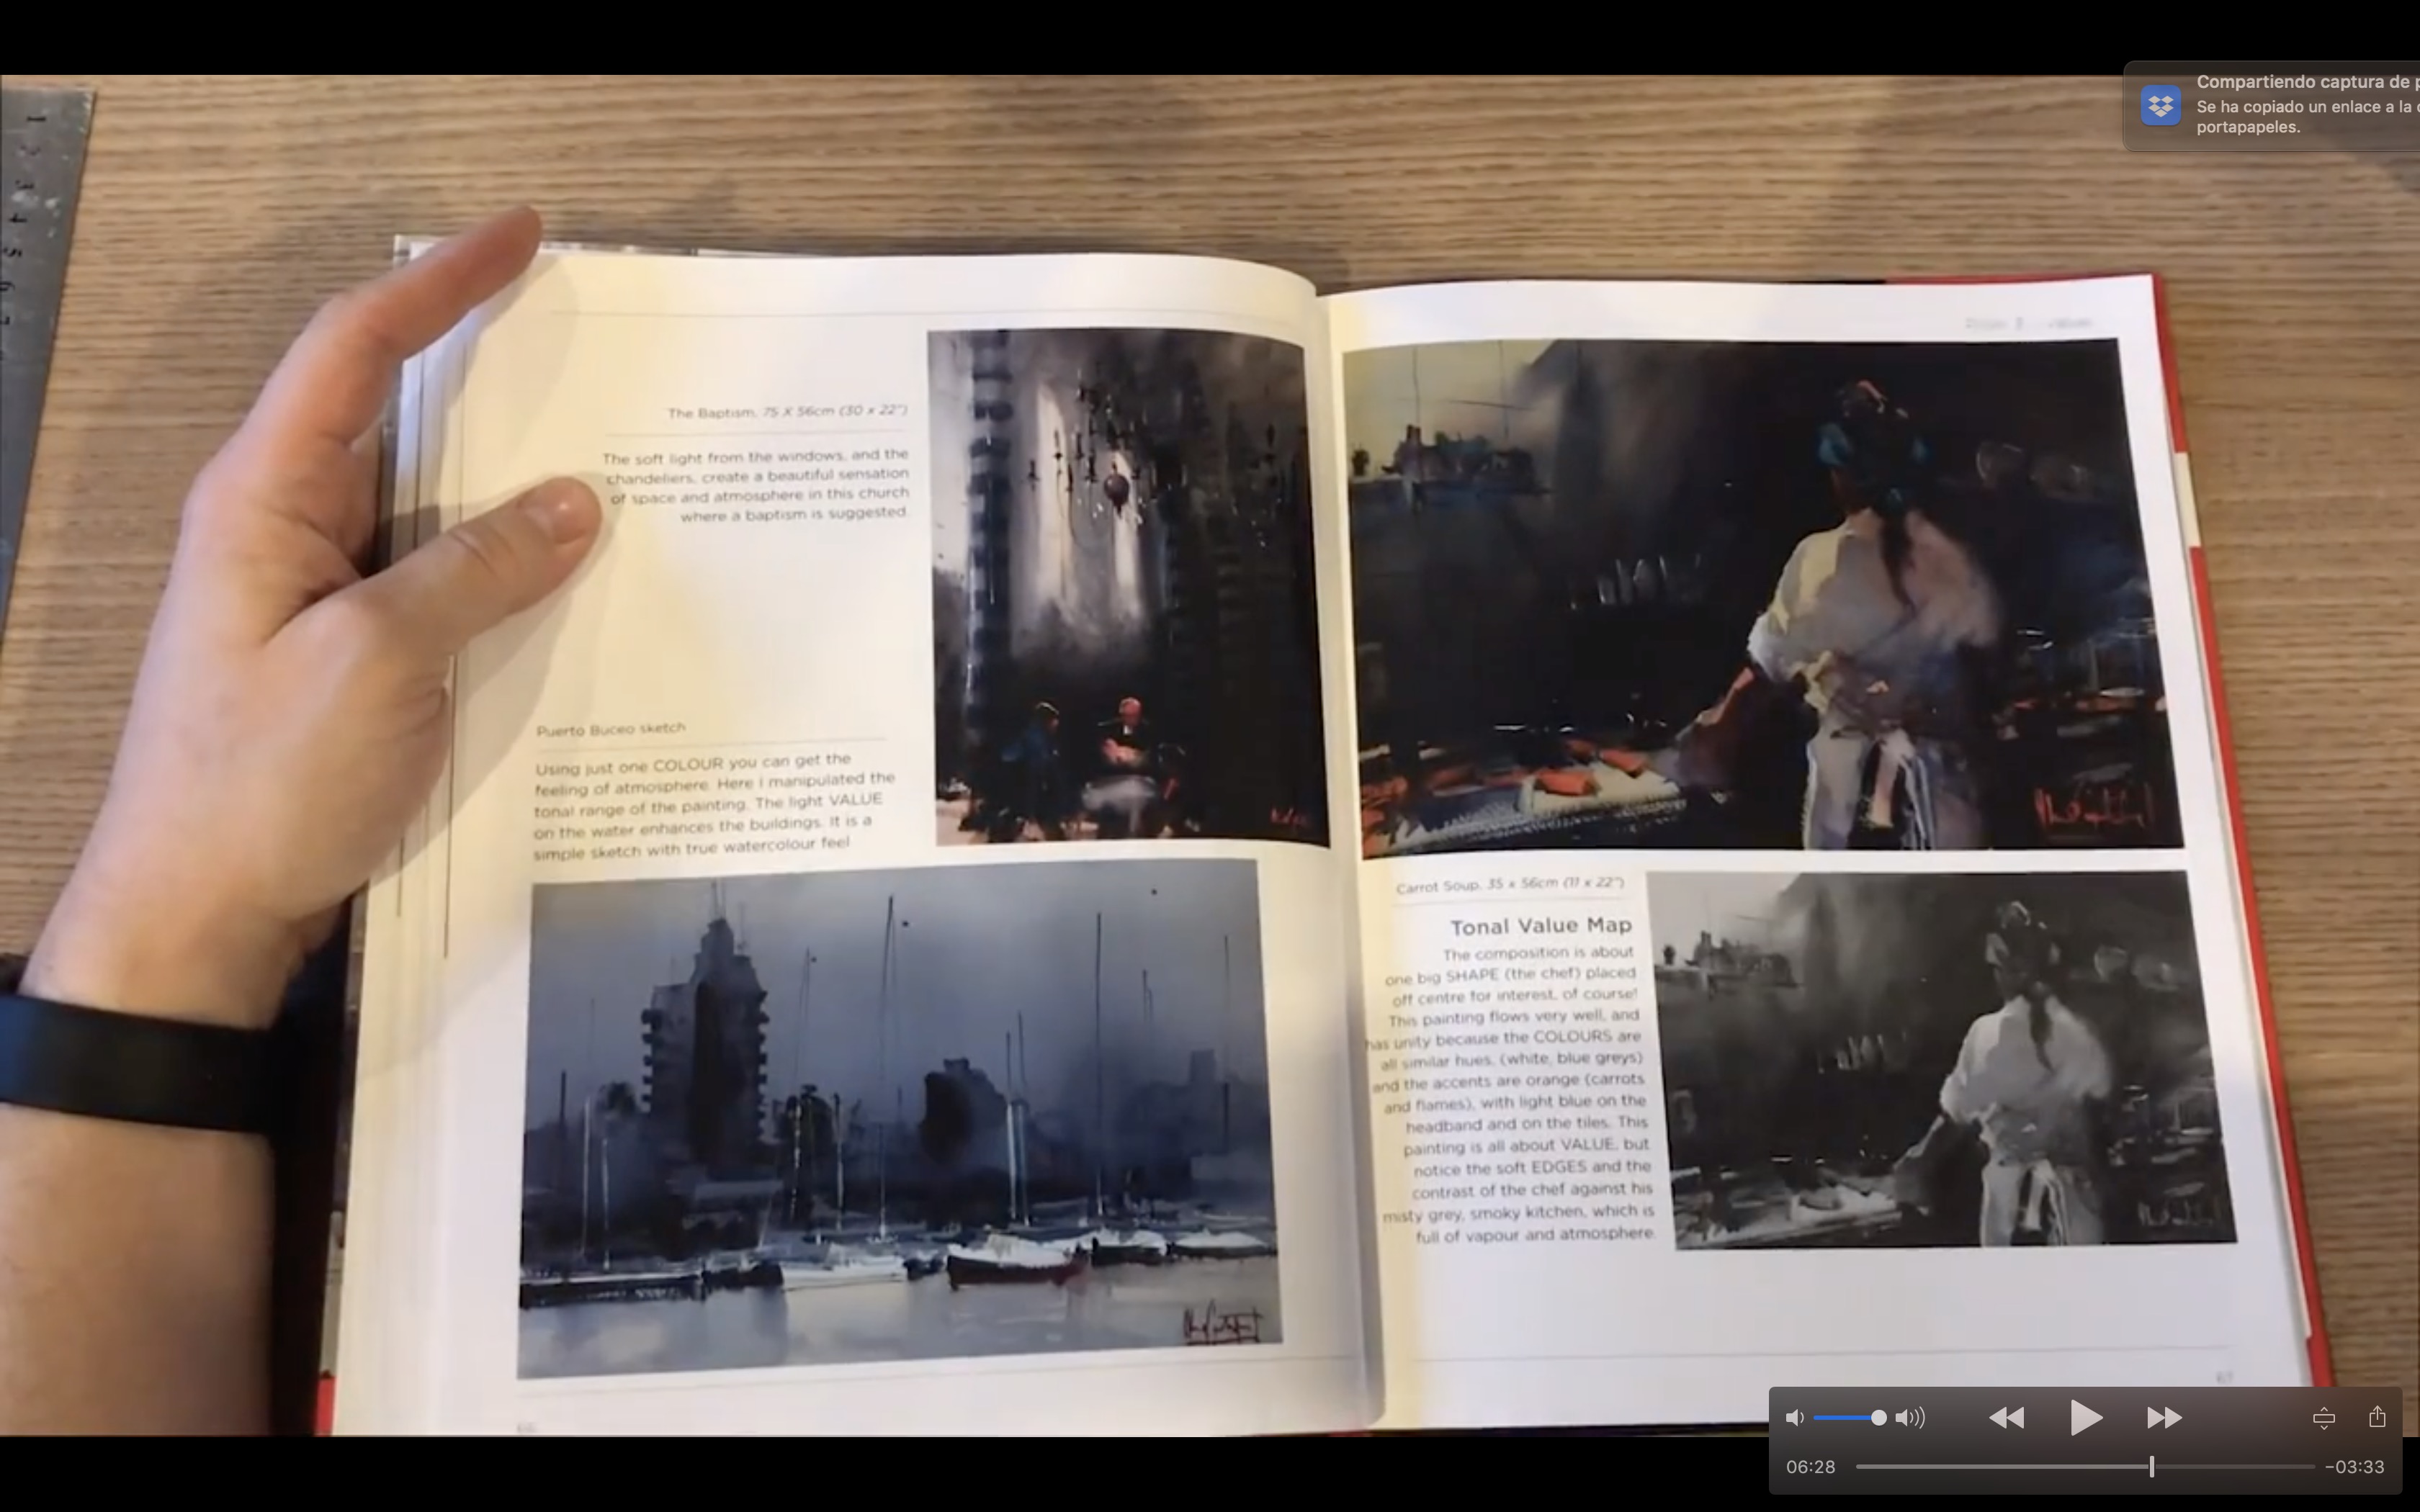 Compartiendo captura de
Se ha copiado un enlace a la
portapapeles.
The Baptism, 75 X 56cm (30 x 22")
The soft light from the windows, and the
chandeliers, create a beautiful sensation
of space and atmosphere in this church
where a baptism is suggested.
Puerto Buceo sketch
Using just one COLOUR you can get the
feeling of atmosphere. Here I manipulated the
tonal range of the painting. The light VALUE
on the water enhances the buildings. It is a
simple sketch with true watercolour feel
Carrot Soup, 35 x 56cm (11 x 22")
Tonal Value Map
The composition is about
one big SHAPE (the chef) placed
off centre for interest, of course!
This painting flows very well, and
has unity because the COLOURS are
all similar hues, (white, blue greys)
and the accents are orange (carrots
and flames), with light blue on the
headband and on the tiles. This
painting is all about VALUE, but
notice the soft EDGES and the
contrast of the chef against his
misty grey, smoky kitchen, which is
full of vapour and atmosphere.
66
67
06:28
-03:33
1
2
3
4
5
6
7